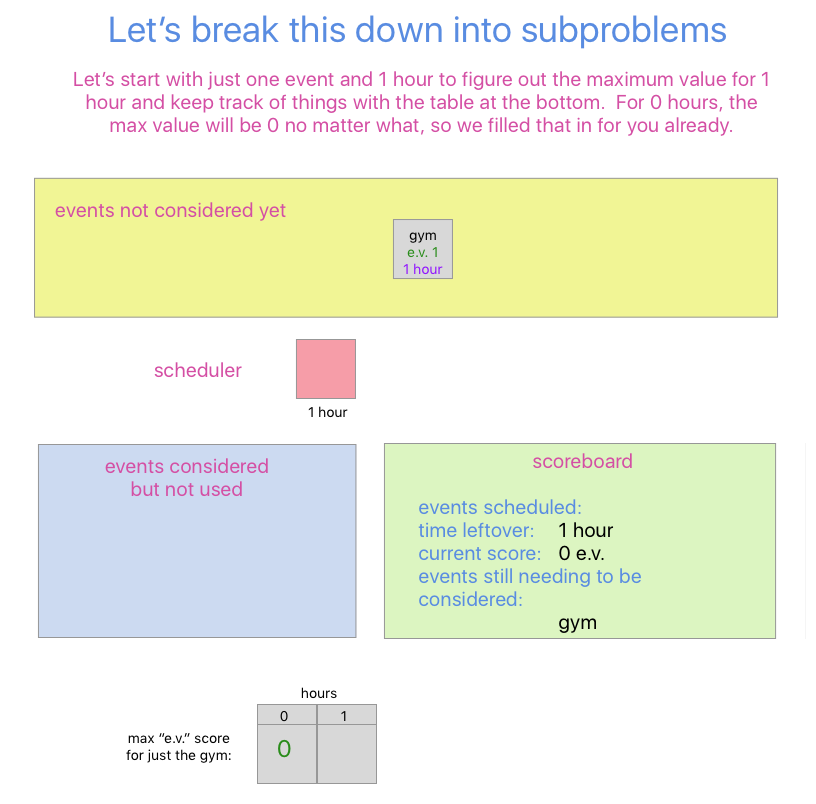 Let’s break this down into subproblems
Let’s start with just one event and 1 hour to figure out the maximum value for 1
hour and keep track of things with the table at the bottom.  For 0 hours, the
max value will be 0 no matter what, so we filled that in for you already.
events not considered yet
gym
e.v. 1
1 hour
scheduler
1 hour
events considered
but not used
scoreboard
events scheduled:
time leftover: 1 hour
current score: 0 e.v.
events still needing to be
considered:
gym
hours
0 1
max “e.v.” score
for just the gym:
0